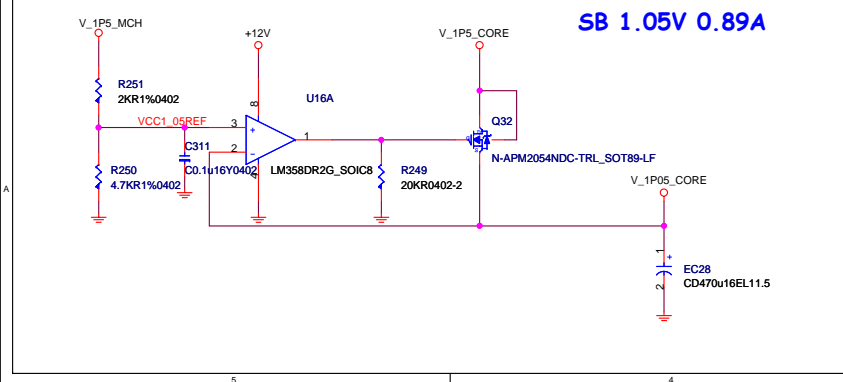 SB 1.05V 0.89A
V_1P5_MCH
+12V
V_1P5_CORE
R251
2KR1%0402
U16A
8
VCC1_05REF
3
+
1
Q32
2
-
C311
C0.1u16Y0402
4
LM358DR2G_SOIC8
N-APM2054NDC-TRL_SOT89-LF
R250
4.7KR1%0402
R249
20KR0402-2
V_1P05_CORE
A
1
+
EC28
CD470u16EL11.5
2
5
4